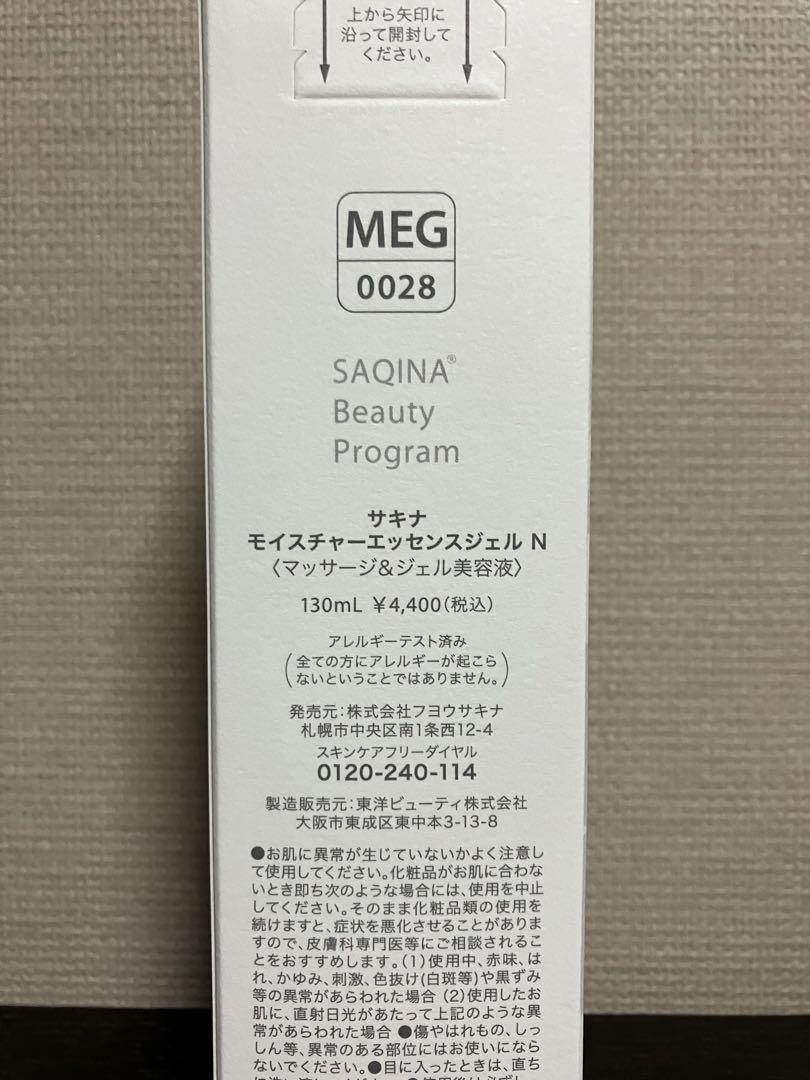 上から矢印に
沿って開封して
ください。
MEG
0028
SAQINA®
Beauty
Program
サキナ
モイスチャーエッセンスジェル N
〈マッサージ&ジェル美容液〉
130mL ¥4,400(税込)
アレルギーテスト済み
(全ての方にアレルギーが起こら
ないということではありません。)
発売元:株式会社フヨウサキナ
札幌市中央区南1条西12-4
スキンケアフリーダイヤル
0120-240-114
製造販売元:東洋ビューティ株式会社
大阪市東成区東中本3-13-8
●お肌に異常が生じていないかよく注意し
て使用してください。化粧品がお肌に合わな
いとき即ち次のような場合には、使用を中止
してください。そのまま化粧品類の使用を
続けますと、症状を悪化させることがありま
すので、皮膚科専門医等にご相談されるこ
とをおすすめします。(1)使用中、赤味、は
れ、かゆみ、刺激、色抜け(白斑等)や黒ずみ
等の異常があらわれた場合 (2)使用したお
肌に、直射日光があたって上記のような異
常があらわれた場合 ●傷やはれもの、しっ
しん等、異常のある部位にはお使いになら
ないでください。●目に入ったときは、直ち